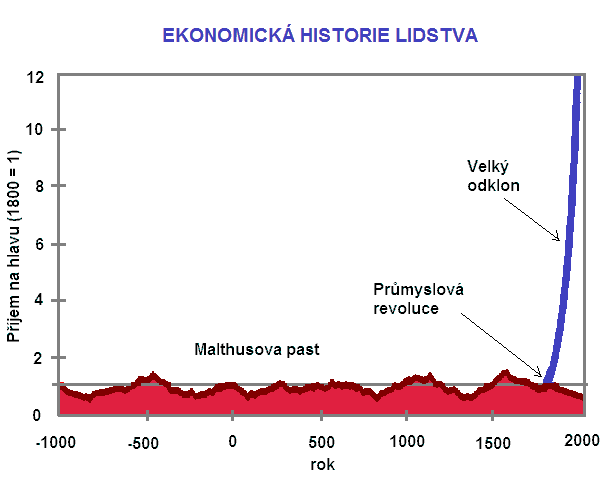 EKONOMICKÁ HISTORIE LIDSTVA
12
10
8
6
4
2
0
Příjem na hlavu (1800 = 1)
Velký
odklon
Průmyslová
revoluce
Malthusova past
-1000
-500
0
500
1000
1500
2000
rok